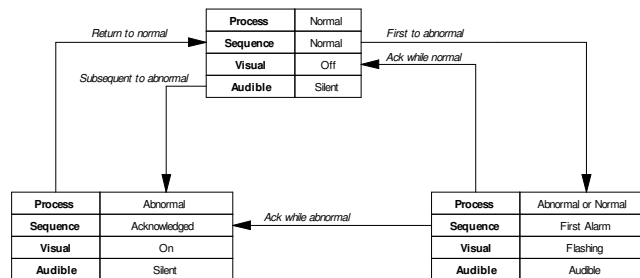 Process Normal
Return to normal Sequence Normal First to abnormal
Visual Off Ack while normal
Subsequent to abnormal Audible Silent
Process Abnormal
Sequence Acknowledged
Visual On
Audible Silent
Ack while abnormal
Process Abnormal or Normal
Sequence First Alarm
Visual Flashing
Audible Audible